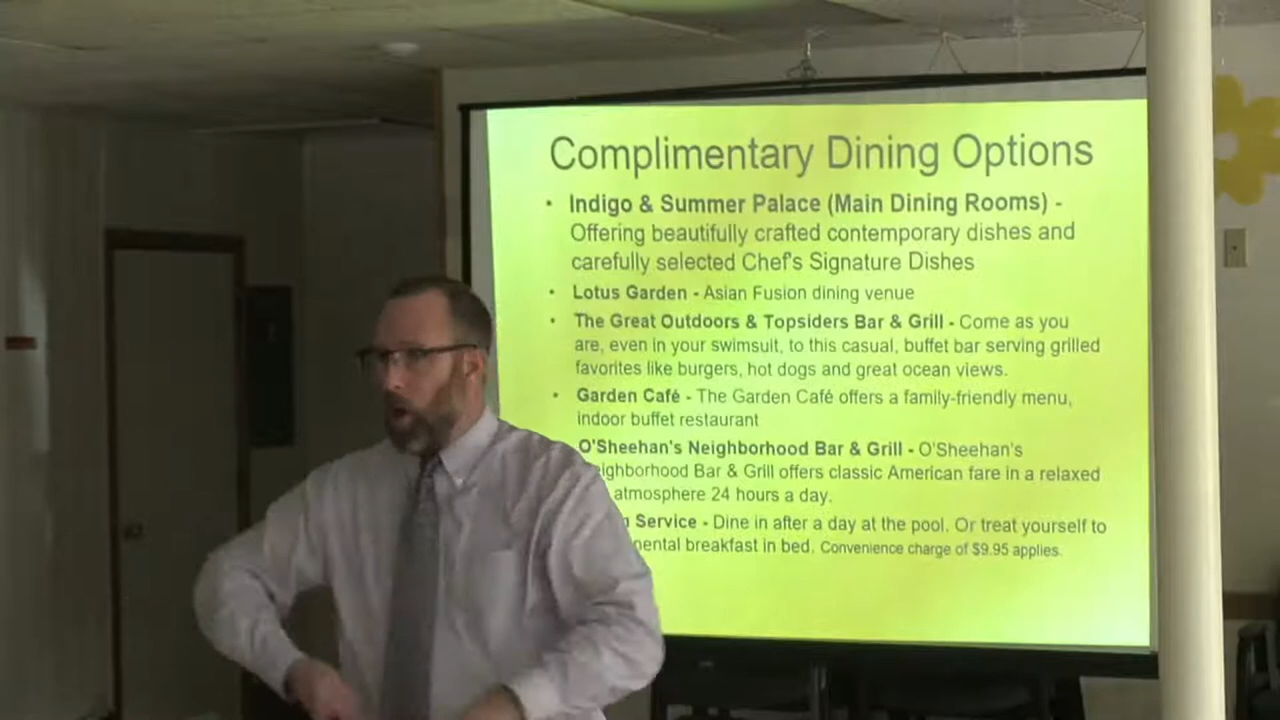 Complimentary Dining Options
• Indigo & Summer Palace (Main Dining Rooms) -
Offering beautifully crafted contemporary dishes and
carefully selected Chef's Signature Dishes
• Lotus Garden - Asian Fusion dining venue
• The Great Outdoors & Topsiders Bar & Grill - Come as you
are, even in your swimsuit, to this casual, buffet bar serving grilled
favorites like burgers, hot dogs and great ocean views.
• Garden Café - The Garden Café offers a family-friendly menu,
indoor buffet restaurant
O'Sheehan's Neighborhood Bar & Grill - O'Sheehan's
ighborhood Bar & Grill offers classic American fare in a relaxed
atmosphere 24 hours a day.
Service - Dine in after a day at the pool. Or treat yourself to
nental breakfast in bed. Convenience charge of $9.95 applies.